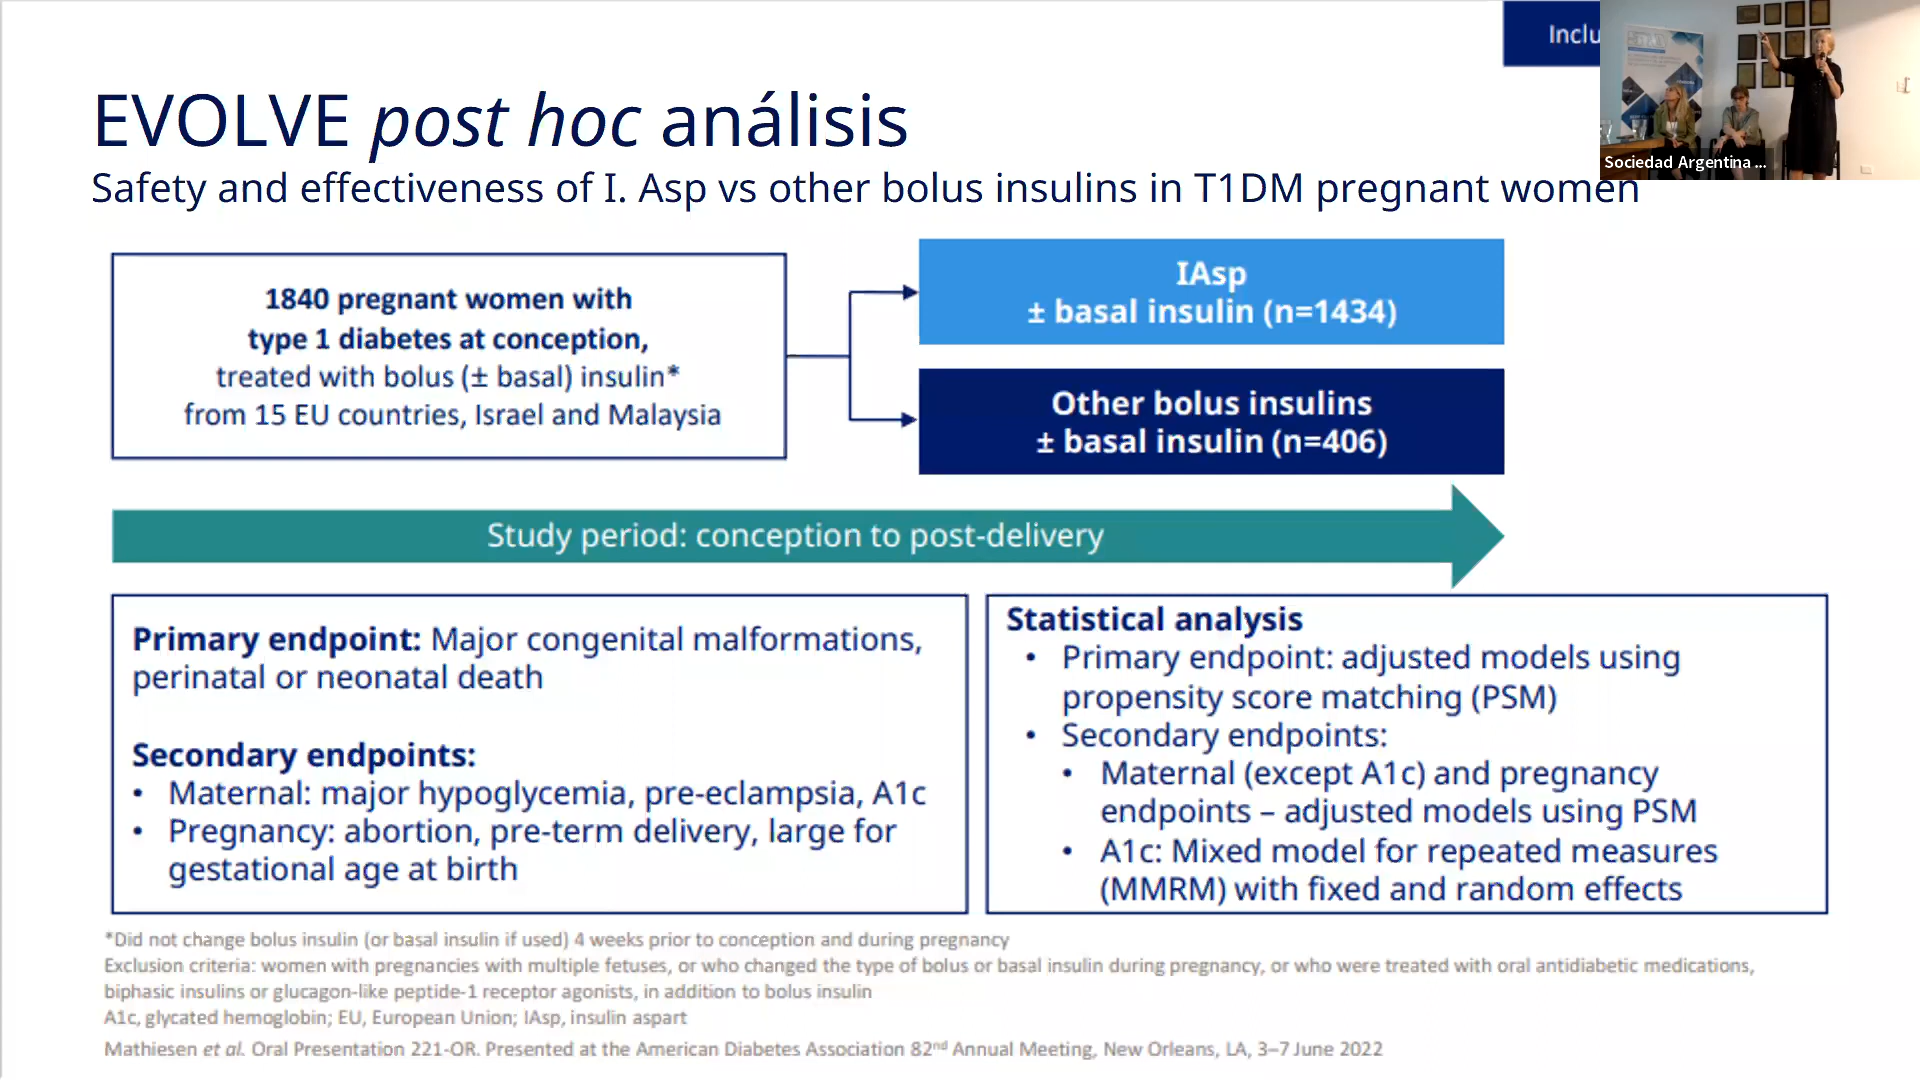 Inclu
EVOLVE post hoc análisis
Sociedad Argentina ...
Safety and effectiveness of I. Asp vs other bolus insulins in T1DM pregnant women
1840 pregnant women with
type 1 diabetes at conception,
treated with bolus (± basal) insulin*
from 15 EU countries, Israel and Malaysia
IAsp
± basal insulin (n=1434)
Other bolus insulins
± basal insulin (n=406)
Study period: conception to post-delivery
Primary endpoint: Major congenital malformations,
perinatal or neonatal death
Secondary endpoints:
• Maternal: major hypoglycemia, pre-eclampsia, A1c
• Pregnancy: abortion, pre-term delivery, large for
gestational age at birth
Statistical analysis
• Primary endpoint: adjusted models using
propensity score matching (PSM)
• Secondary endpoints:
• Maternal (except A1c) and pregnancy
endpoints – adjusted models using PSM
• A1c: Mixed model for repeated measures
(MMRM) with fixed and random effects
*Did not change bolus insulin (or basal insulin if used) 4 weeks prior to conception and during pregnancy
Exclusion criteria: women with pregnancies with multiple fetuses, or who changed the type of bolus or basal insulin during pregnancy, or who were treated with oral antidiabetic medications,
biphasic insulins or glucagon-like peptide-1 receptor agonists, in addition to bolus insulin
A1c, glycated hemoglobin; EU, European Union; IAsp, insulin aspart
Mathiesen et al. Oral Presentation 221-OR. Presented at the American Diabetes Association 82nd Annual Meeting, New Orleans, LA, 3–7 June 2022